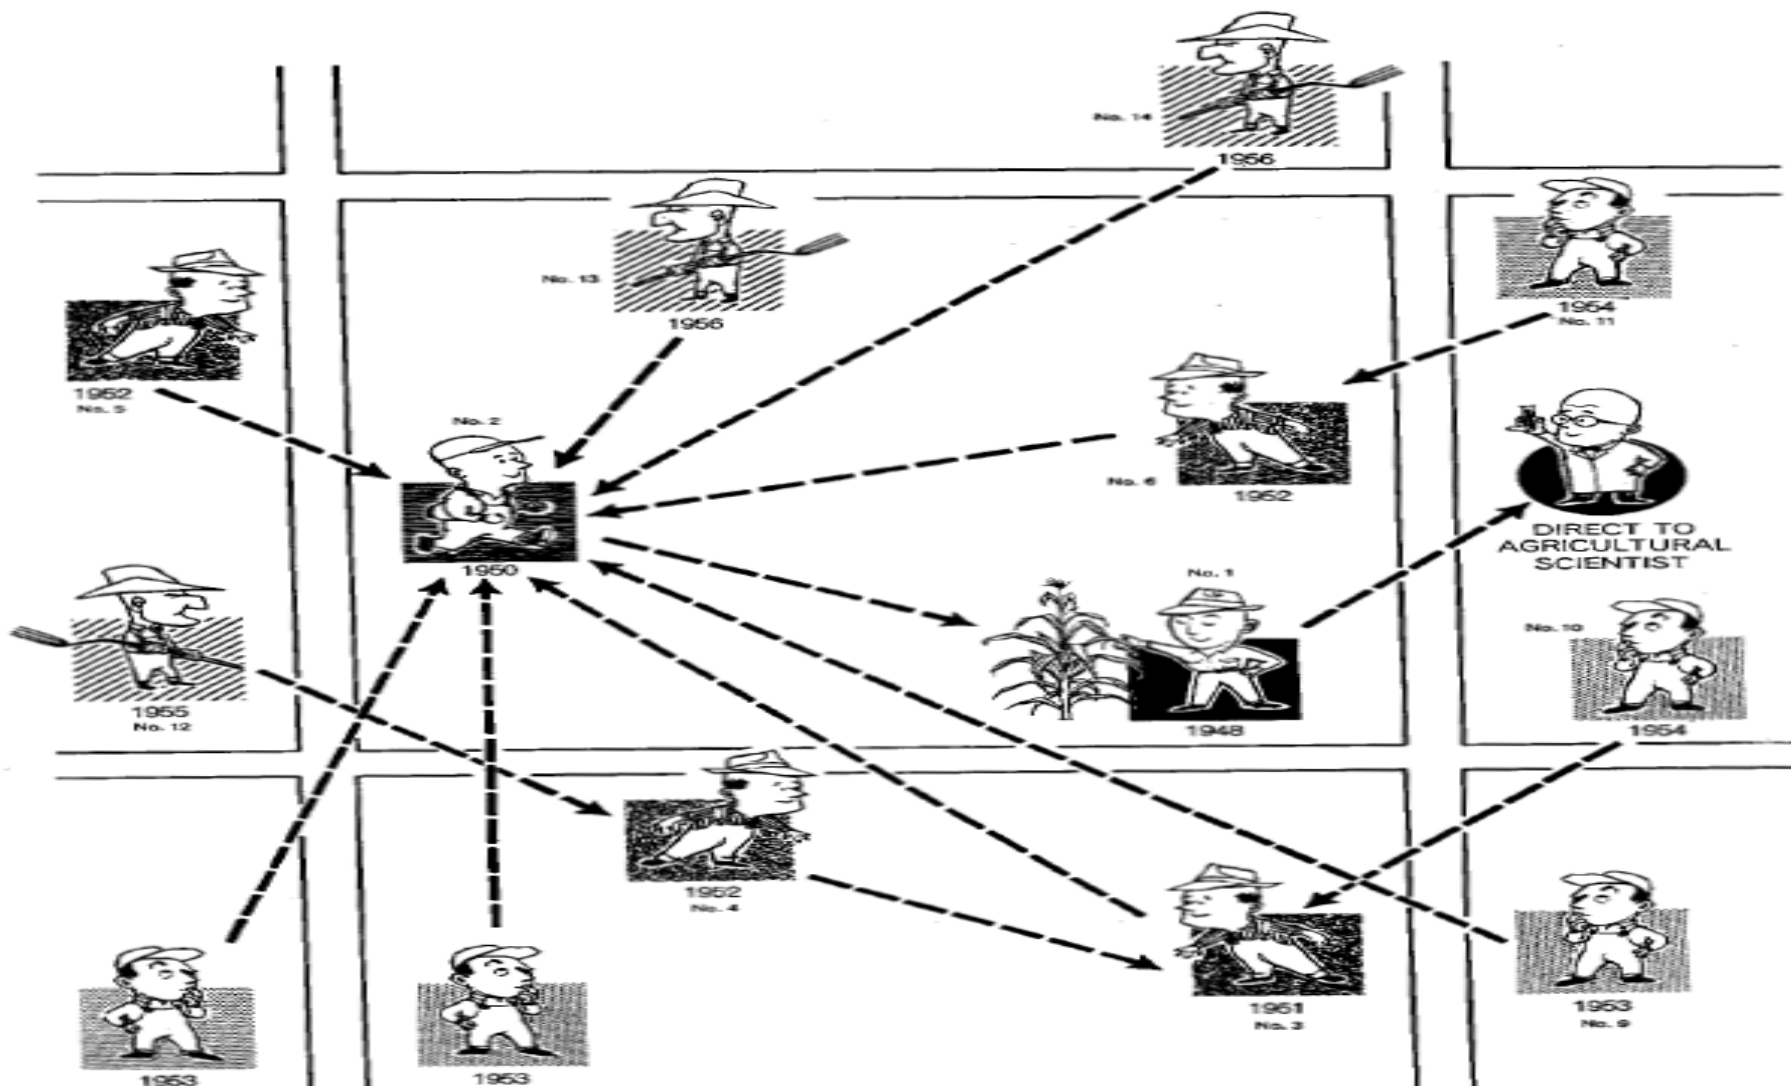 No. 14
1956
No. 13
1956
1954
No. 11
1952
No. 5
No. 2
1950
No. 6
1952
DIRECT TO
AGRICULTURAL
SCIENTIST
No. 1
1948
No. 10
1954
1955
No. 12
1952
No. 4
1951
No. 3
1953
No. 9
1953
1953